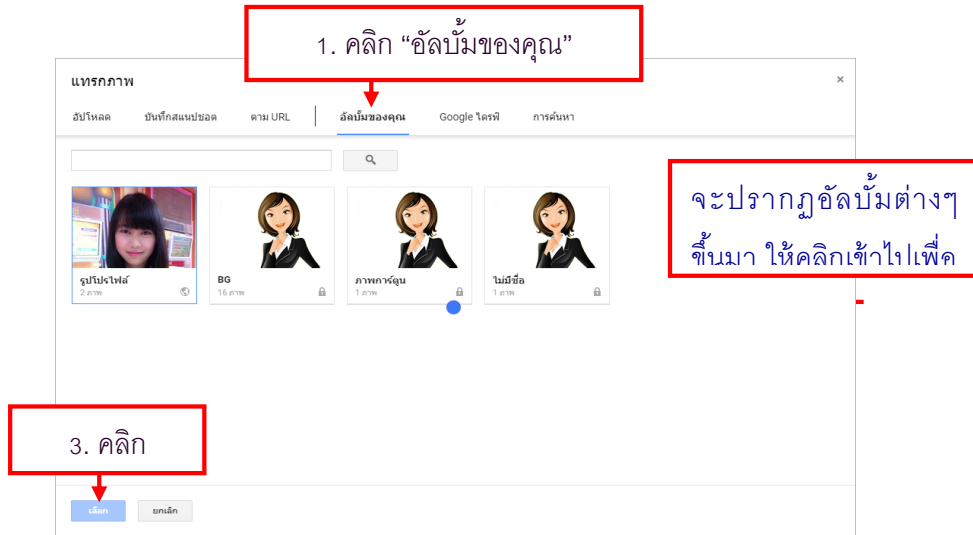 1. คลิก “อัลบั้มของคุณ”
แทรกภาพ
×
อัปโหลด บันทึกสแนปชอต ตาม URL อัลบั้มของคุณ Google ไดรฟ์ การค้นหา
จะปรากฏอัลบั้มต่างๆ
ขึ้นมา ให้คลิกเข้าไปเพื่อค
รูปโปรไฟล์ BG ภาพการ์ตูน ไม่มีชื่อ
2 ภาพ 16 ภาพ 1 ภาพ 1 ภาพ
3. คลิก
เลือก ยกเลิก